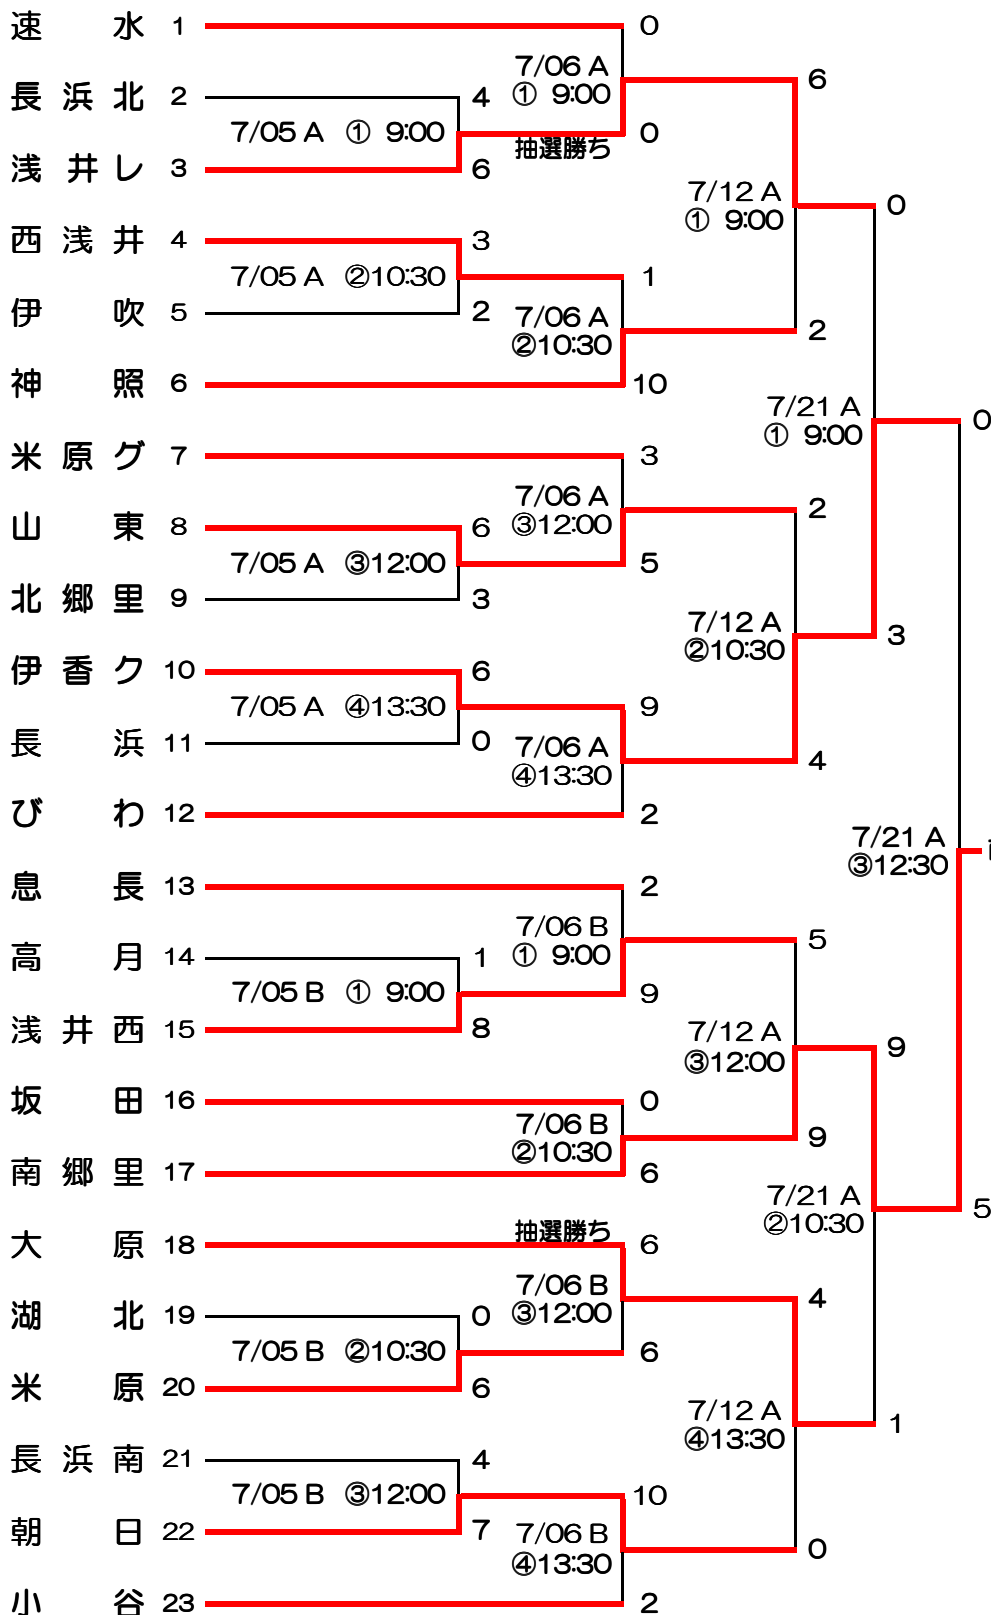 速水 1 0
7/06 A 6
長浜北 2 4 ① 9:00
7/05 A ① 9:00 0
抽選勝ち
浅井レ 3 6
7/12 A 0
① 9:00
西浅井 4 3
7/05 A ②10:30 1
伊吹 5 2 7/06 A 2
②10:30
神照 6 10
7/21 A 0
① 9:00
米原グ 7 3
7/06 A 2
山東 8 6 ③12:00
7/05 A ③12:00 5
北郷里 9 3
7/12 A 3
②10:30
伊香ク 10 6
7/05 A ④13:30 9
長浜 11 0 7/06 A 4
④13:30
びわ 12 2
7/21 A
③12:30
息長 13 2
7/06 B 5
高月 14 1 ① 9:00
7/05 B ① 9:00 9
浅井西 15 8
7/12 A 9
③12:00
坂田 16 0
7/06 B 9
②10:30
南郷里 17 6
7/21 A 5
②10:30
抽選勝ち
大原 18 6
7/06 B 4
湖北 19 0 ③12:00
7/05 B ②10:30 6
米原 20 6
7/12 A 1
④13:30
長浜南 21 4
7/05 B ③12:00 10
朝日 22 7 7/06 B 0
④13:30
小谷 23 2